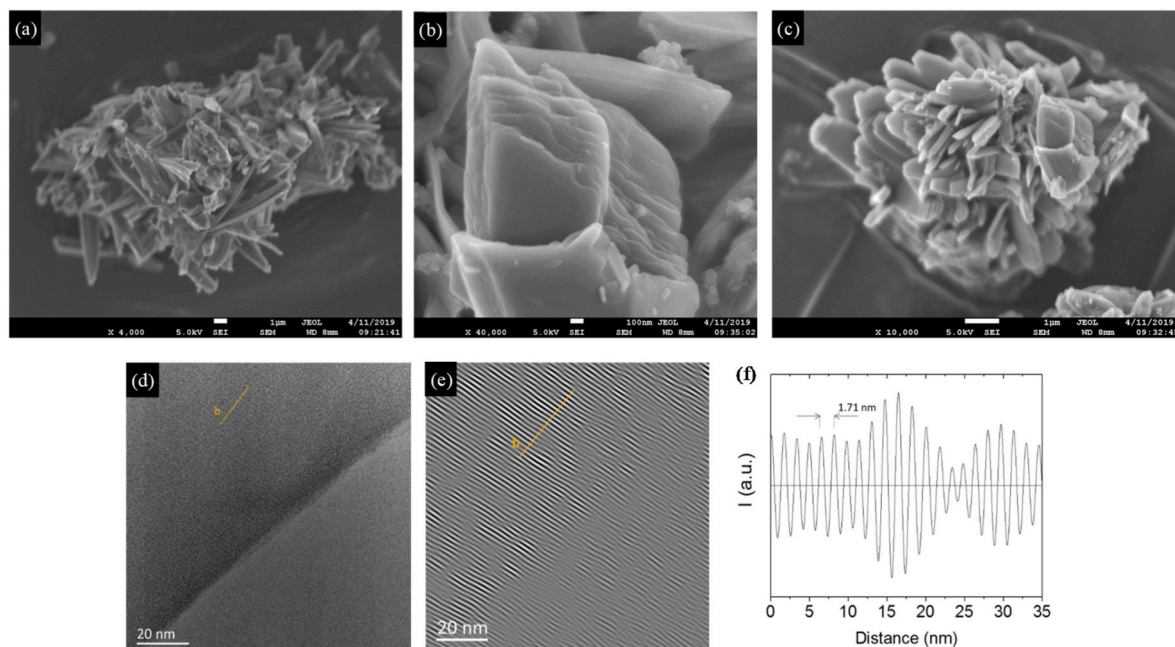 (a)
1µm JEOL 4/11/2019
X 4,000 5.0kV SEI SEM WD 8mm 09:21:41
(b)
100nm JEOL 4/11/2019
X 40,000 5.0kV SEI SEM WD 8mm 09:35:02
(c)
1µm JEOL 4/11/2019
X 10,000 5.0kV SEI SEM WD 8mm 09:32:4
(d)
b
20 nm
(e)
b
20 nm
(f)
1.71 nm
I (a.u.)
0 5 10 15 20 25 30 35
Distance (nm)